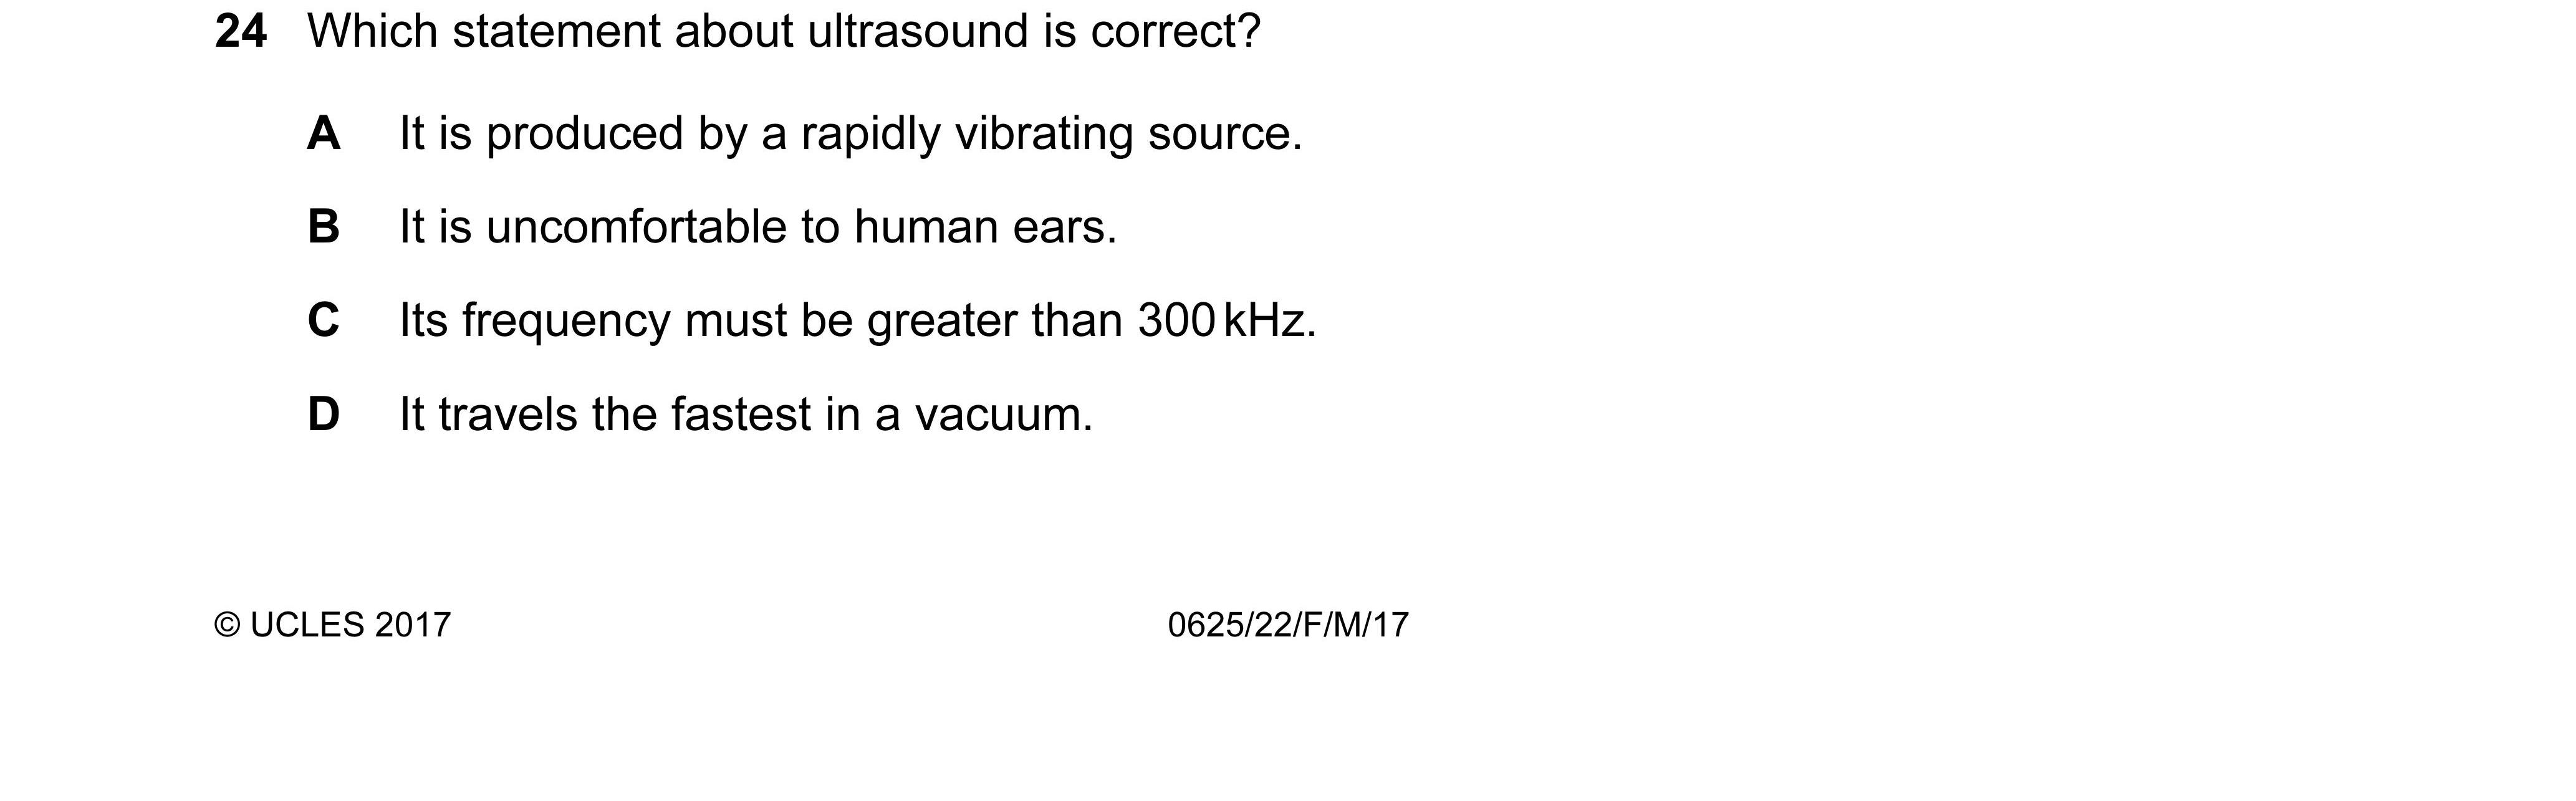 24 Which statement about ultrasound is correct?
A It is produced by a rapidly vibrating source.
B It is uncomfortable to human ears.
C Its frequency must be greater than 300 kHz.
D It travels the fastest in a vacuum.
© UCLES 2017 0625/22/F/M/17